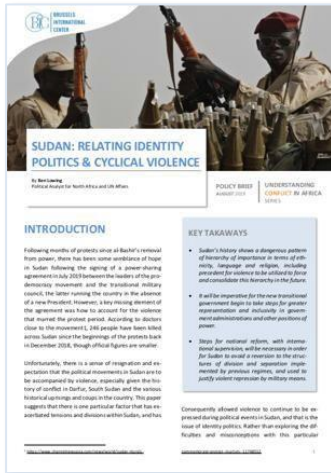 BRUSSELS
INTERNATIONAL
CENTER
SUDAN: RELATING IDENTITY
POLITICS & CYCLICAL VIOLENCE
By
Political Analyst for North Africa and UN Affairs
POLICY BRIEF
AUGUST 2019
UNDERSTANDING
CONFLICT IN AFRICA
SERIES
INTRODUCTION
Following months of protests since al-Bashir's removal
from power, there has been some semblance of hope
in Sudan following the signing of a power-sharing
agreement in July 2019 between the leaders of the pro-
democracy movement and the transitional military
council, the latter running the country in the absence
of a new President. However, a key missing element of
the agreement was how to account for the violence
that marred the protest period. According to doctors
close to the movement1, 246 people have been killed
across Sudan since the beginnings of the protests back
in December 2018, though official figures are smaller.
Unfortunately, there is a sense of resignation and ex-
pectation that the political movements in Sudan are to
be accompanied by violence, especially given the his-
tory of conflict in Darfur, South Sudan and the various
historical uprisings and coups in the country. This paper
suggests that there is one particular factor that has ex-
acerbated tensions and divisions within Sudan, and has
KEY TAKAWAYS
• Sudan's history shows a dangerous pattern
of hierarchy of importance in terms of eth-
nicity, language and religion, including
precedent for violence to be utilized to force
and consolidate this hierarchy in the future.
• It will be imperative for the new transitional
government begin to take steps for greater
representation and inclusivity in govern-
ment administrations and other positions of
power.
• Steps for national reform, with interna-
tional supervision, will be necessary in order
for Sudan to avoid a reversion to the struc-
tures of division and separation imple-
mented by previous regimes, and used to
justify violent repression by military means.
Consequently allowed violence to continue to be ex-
pressed during political events in Sudan, and that is the
issue of identity politics. Rather than exploring the dif-
ficulties and misconceptions with this particular